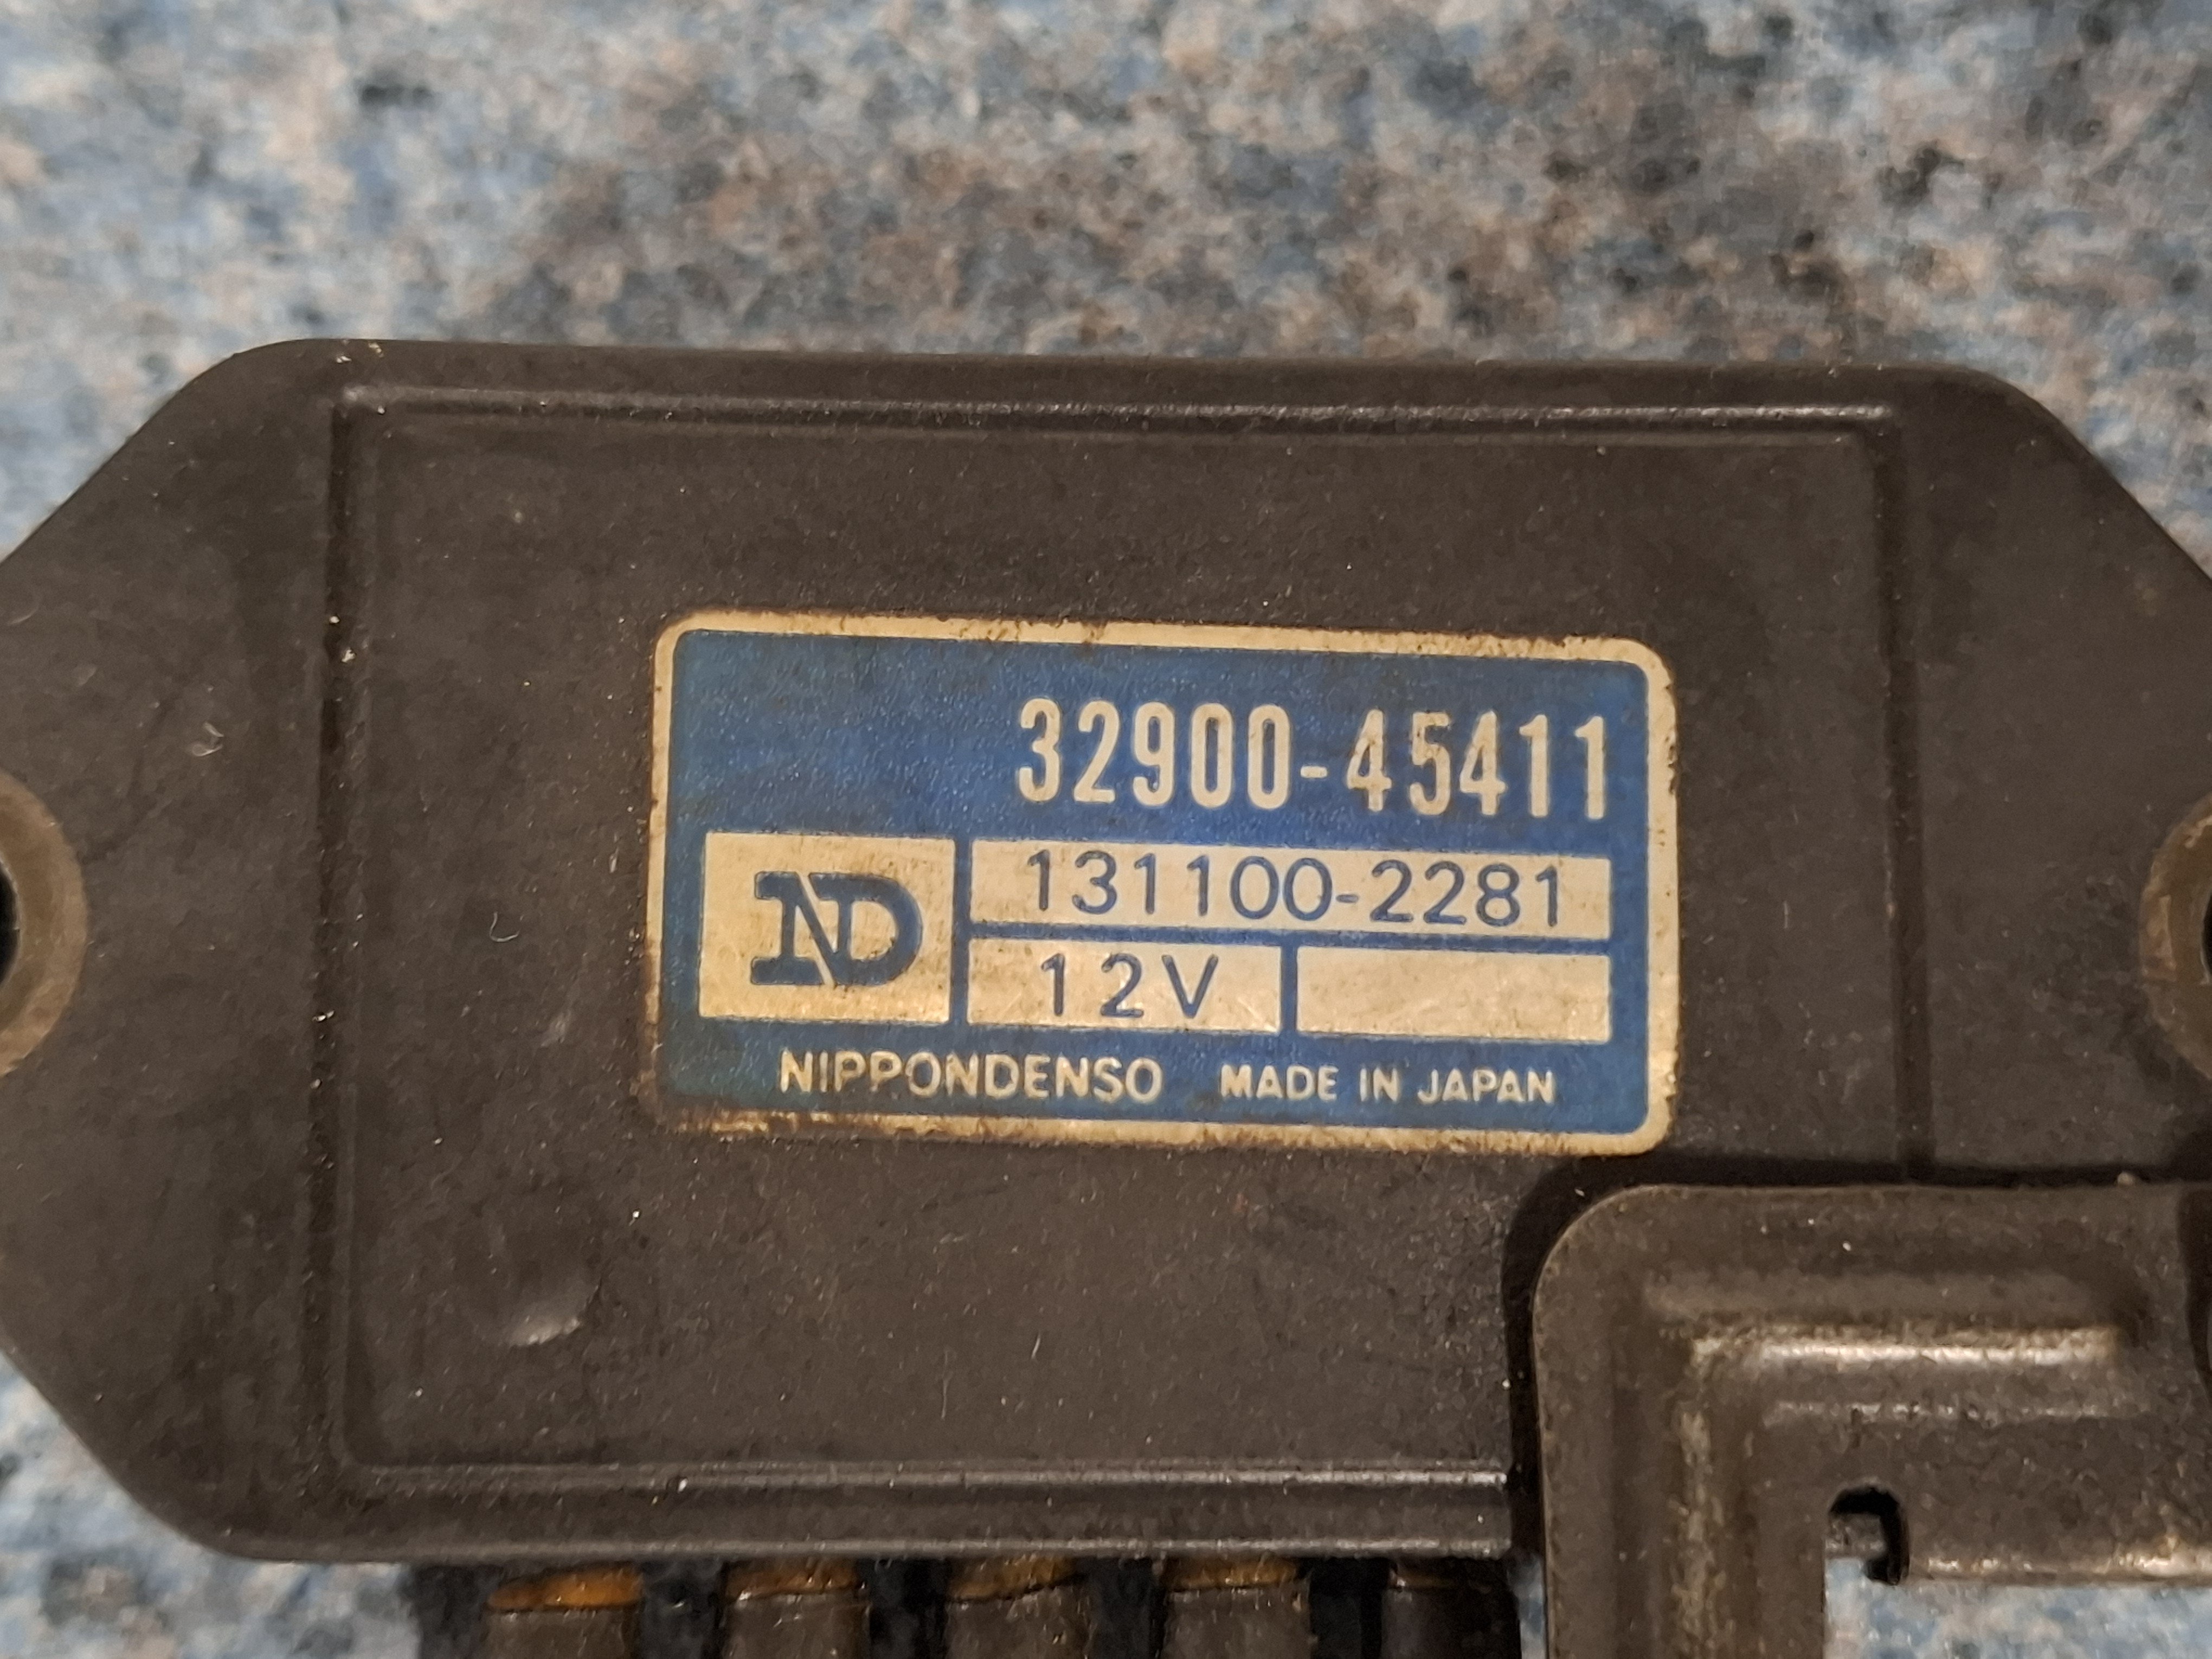 32900-45411
ND
131100-2281
12V
NIPPONDENSO MADE IN JAPAN